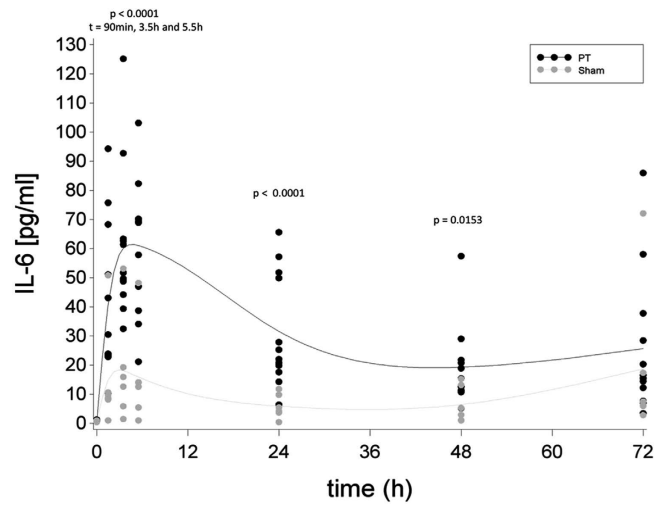 p < 0.0001
t = 90min, 3.5h and 5.5h
130
120
110
100
90
80
70
60
50
40
30
20
10
0
IL-6 [pg/ml]
PT
Sham
p < 0.0001
p = 0.0153
0 12 24 36 48 60 72
time (h)